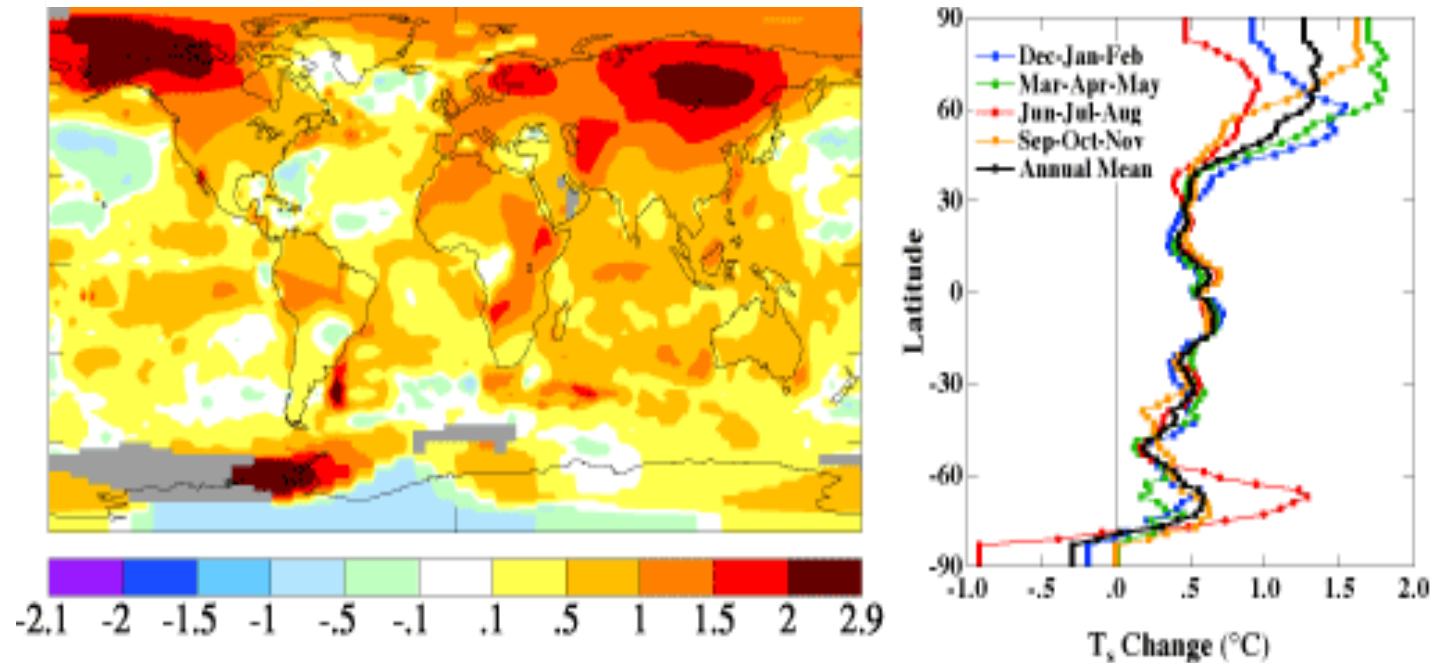 -2.1 -2 -1.5 -1 -.5 -.1 .1 .5 1 1.5 2 2.9
90
60
30
0
-30
-60
-90
Latitude
Dec-Jan-Feb
Mar-Apr-May
Jun-Jul-Aug
Sep-Oct-Nov
Annual Mean
-1.0 -.5 0.0 .5 1.0 1.5 2.0
Ts Change (°C)